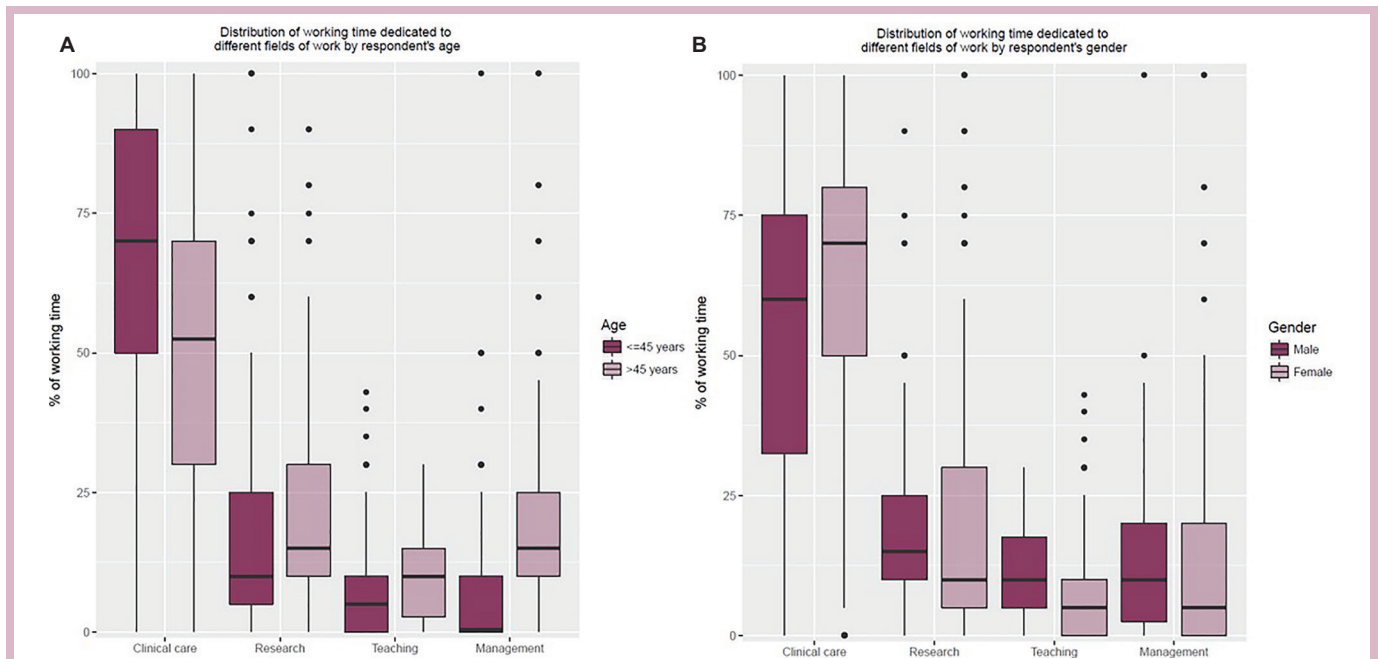 A
Distribution of working time dedicated to
different fields of work by respondent's age
% of working time
100
75
50
25
0
Clinical care
Research
Teaching
Management
Age
<=45 years
>45 years
B
Distribution of working time dedicated to
different fields of work by respondent's gender
% of working time
100
75
50
25
0
Clinical care
Research
Teaching
Management
Gender
Male
Female